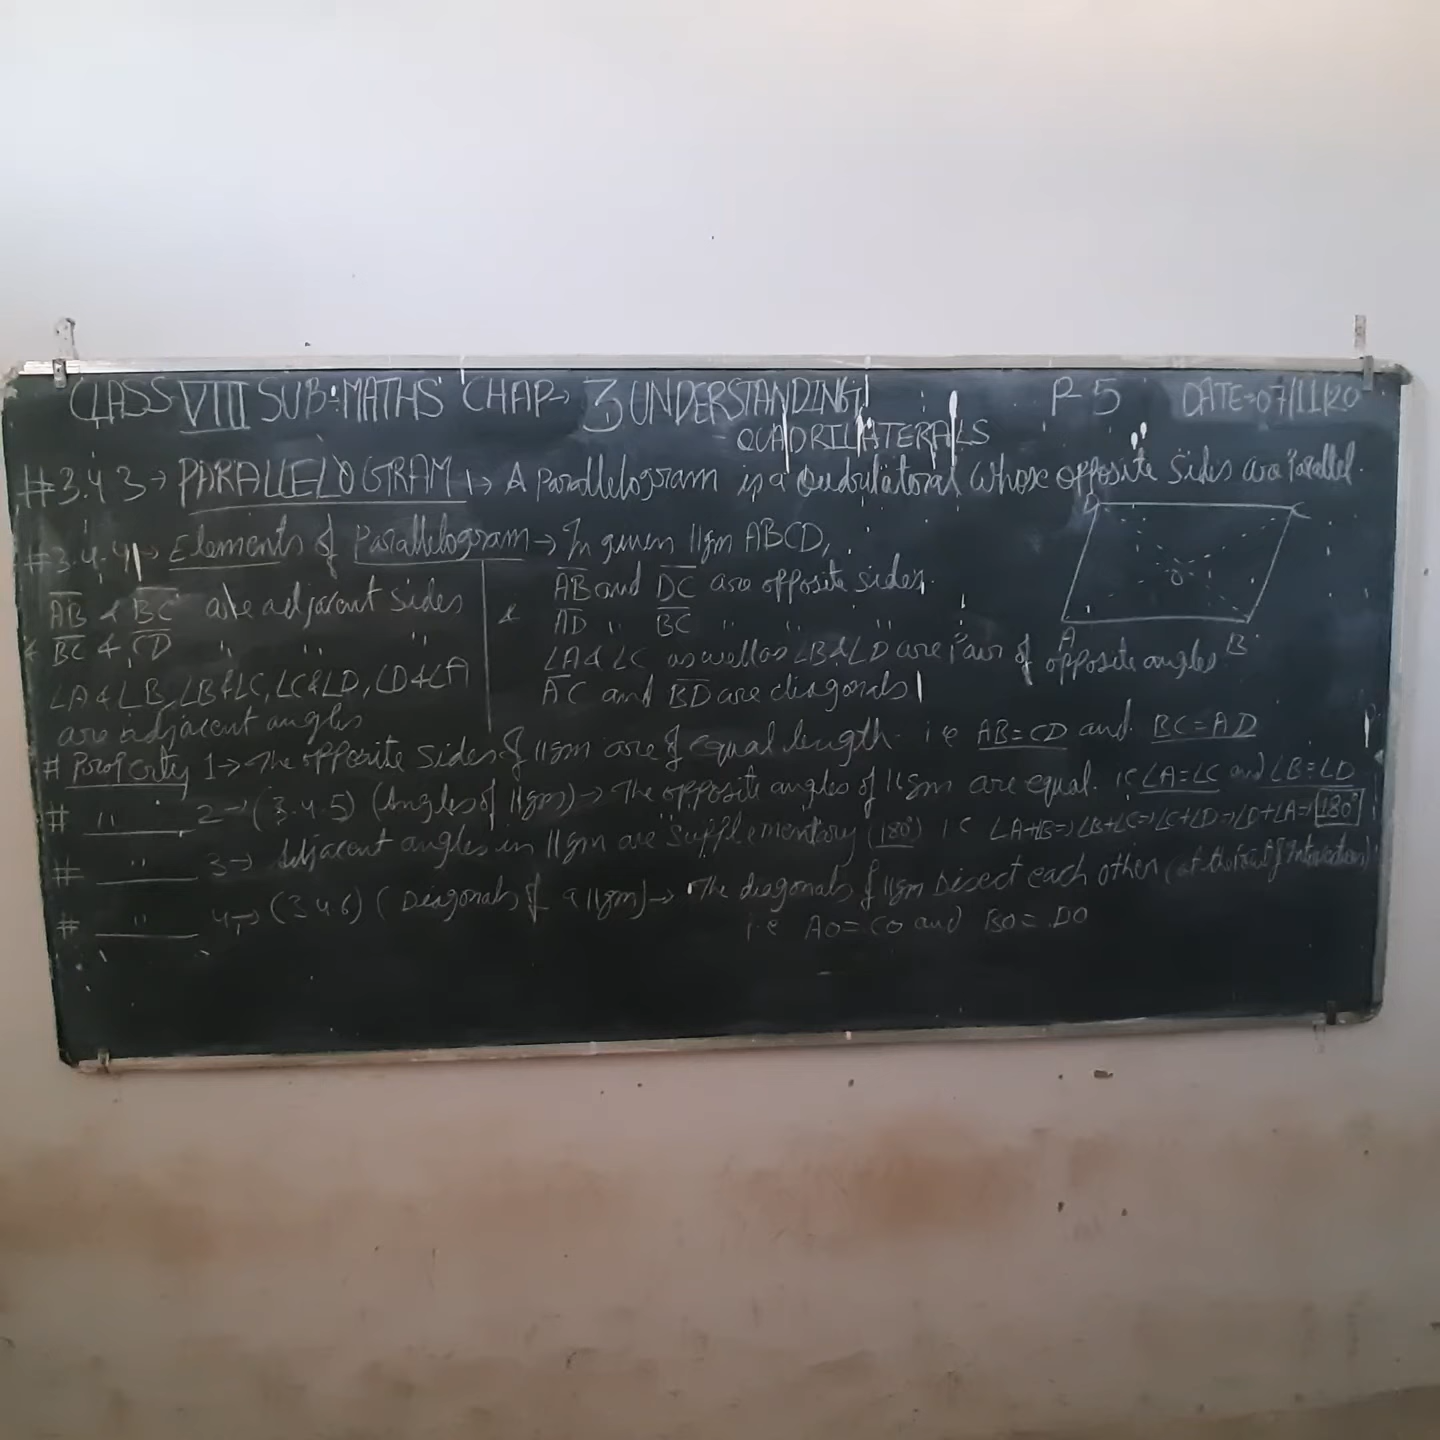 CLASS VIII SUB:-MATHS CHAP→ 3 UNDERSTANDING P-5 DATE→07/11/20
QUADRILATERALS
#3.4.3→ PARALLELOGRAM → A Parallelogram is a Quadrilateral Whose opposite Sides are Parallel.
#3.4.4→ Elements of Parallelogram → In given ||gm ABCD,
AB & BC are adjacent sides
& BC & CD " " "
∠A & ∠B, ∠B & ∠C, ∠C & ∠D, ∠D & ∠A
are adjacent angles
AB and DC are opposite sides.
& AD " BC " " "
∠A & ∠C as well as ∠B & ∠D are Pair of opposite angles.
AC and BD are diagonals
D C
O
A B
# Property 1→ The opposite sides of ||gm are of equal length. i.e AB=CD and BC=AD
# " 2→ (3.4.5) (Angles of ||gm) → The opposite angles of ||gm are equal. i.e ∠A=∠C and ∠B=∠D
# " 3→ Adjacent angles in ||gm are supplementary (180°) i.e ∠A+∠B=>∠B+∠C=>∠C+∠D=>∠D+∠A=>180°
# " 4→ (3.4.6) (Diagonals of a ||gm) → The diagonals of ||gm Bisect each other (at the Point of Intersection)
i.e AO=CO and BO=DO